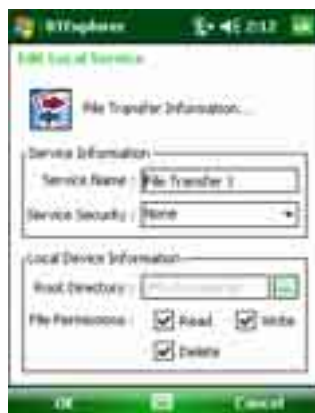 BTExplorer 2:12 ok
Edit Local Service
File Transfer Information...
Service Information
Service Name : File Transfer 1
Service Security : None
Local Device Information
Root Directory : ...
File Permissions : Read Write
Delete
OK Cancel